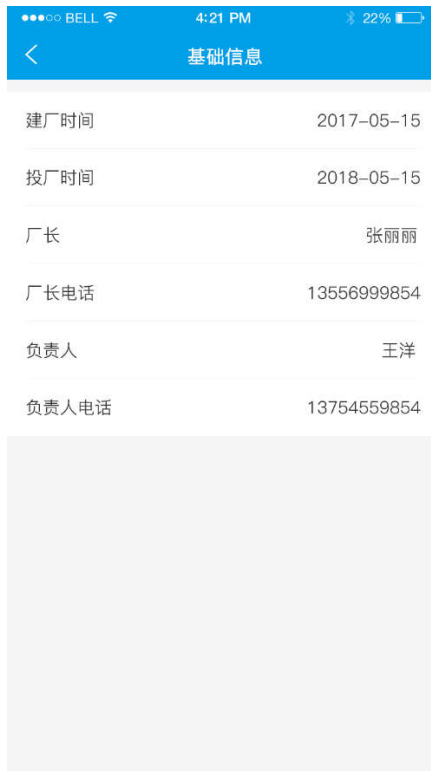 BELL 4:21 PM 22%
基础信息
建厂时间 2017-05-15
投厂时间 2018-05-15
厂长 张丽丽
厂长电话 13556999854
负责人 王洋
负责人电话 13754559854